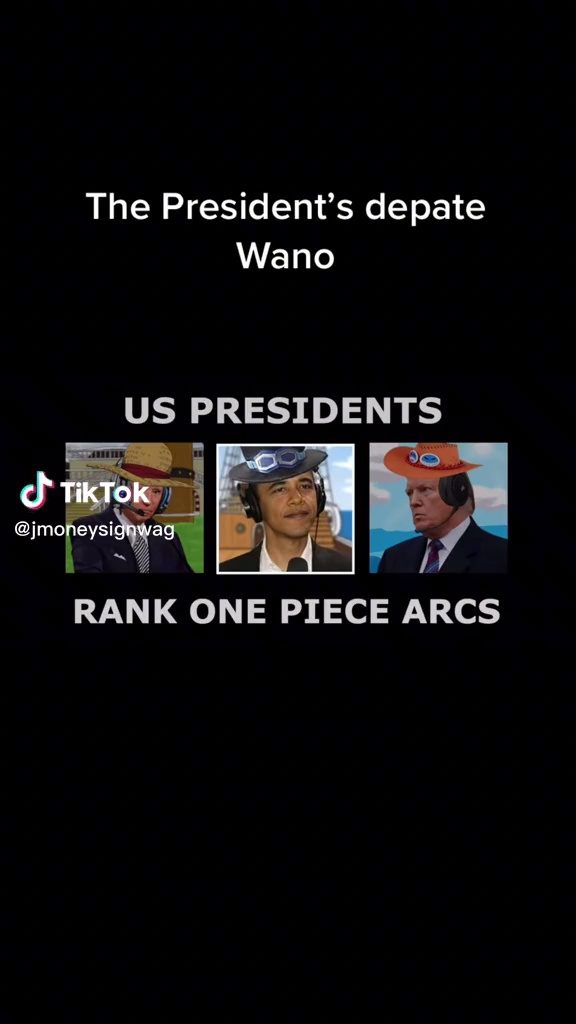 The President’s depate
Wano
US PRESIDENTS
TikTok
@jmoneysignwag
RANK ONE PIECE ARCS